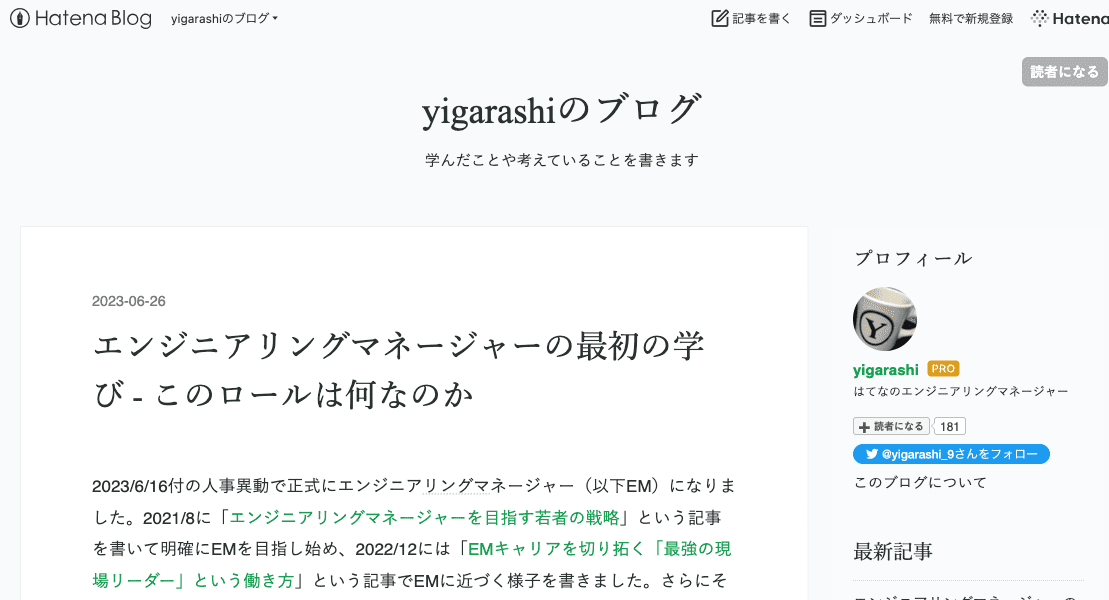 Hatena Blog yigarashiのブログ 記事を書く ダッシュボード 無料で新規登録 Hatena
読者になる
yigarashiのブログ
学んだことや考えていることを書きます
2023-06-26
エンジニアリングマネージャーの最初の学
び - このロールは何なのか
2023/6/16付の人事異動で正式にエンジニアリングマネージャー（以下EM）になりま
した。2021/8に「エンジニアリングマネージャーを目指す若者の戦略」という記事
を書いて明確にEMを目指し始め、2022/12には「EMキャリアを切り拓く「最強の現
場リーダー」という働き方」という記事でEMに近づく様子を書きました。さらにそ
プロフィール
Y
yigarashi PRO
はてなのエンジニアリングマネージャー
読者になる 181
@yigarashi_9さんをフォロー
このブログについて
最新記事